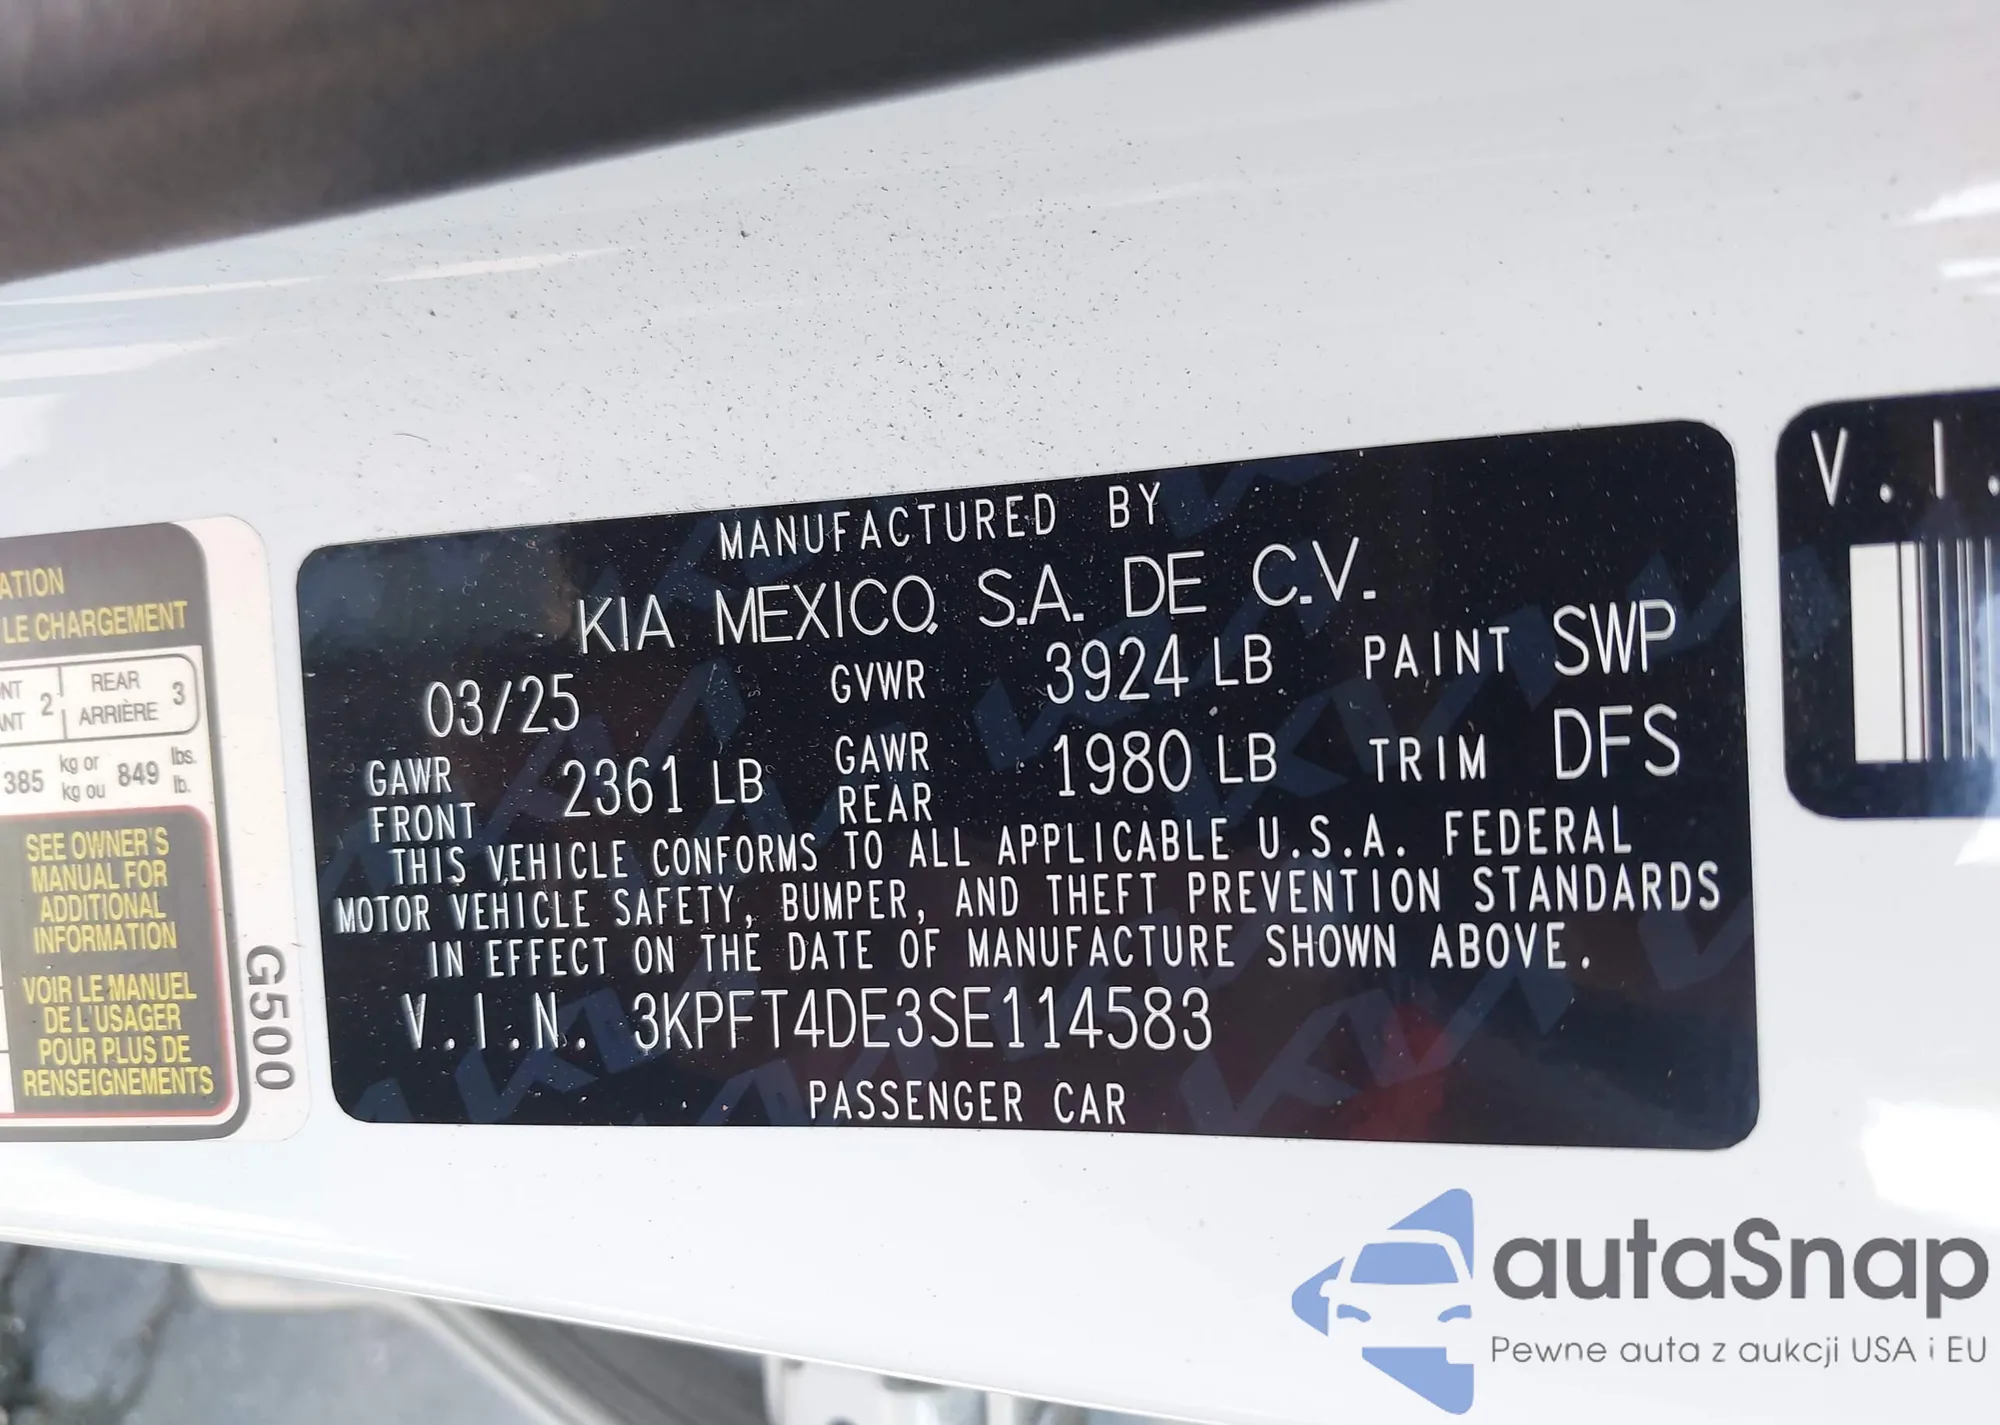 MANUFACTURED BY
KIA MEXICO, S.A. DE C.V.
03/25 GVWR 3924 LB PAINT SWP
GAWR FRONT 2361 LB GAWR REAR 1980 LB TRIM DFS
THIS VEHICLE CONFORMS TO ALL APPLICABLE U.S.A. FEDERAL
MOTOR VEHICLE SAFETY, BUMPER, AND THEFT PREVENTION STANDARDS
IN EFFECT ON THE DATE OF MANUFACTURE SHOWN ABOVE.
V.I.N. 3KPFT4DE3SE114583
PASSENGER CAR
LE CHARGEMENT
2 REAR 3
ARRIÈRE
385 kg or 849 lbs.
kg ou lb.
SEE OWNER'S
MANUAL FOR
ADDITIONAL
INFORMATION
VOIR LE MANUEL
DE L'USAGER
POUR PLUS DE
RENSEIGNEMENTS
G500
V.I.
autaSnap
Pewne auta z aukcji USA i EU